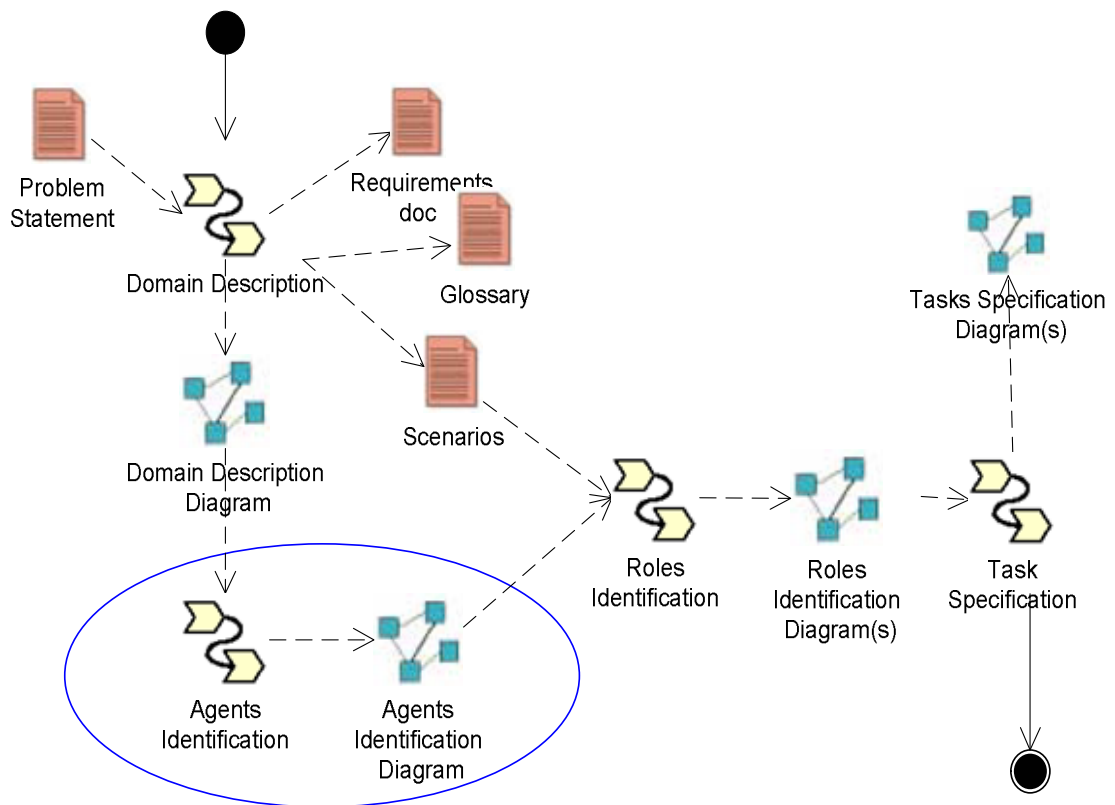 Problem
Statement
Requirements
doc
Domain Description
Glossary
Tasks Specification
Diagram(s)
Scenarios
Domain Description
Diagram
Roles
Identification
Roles
Identification
Diagram(s)
Task
Specification
Agents
Identification
Agents
Identification
Diagram